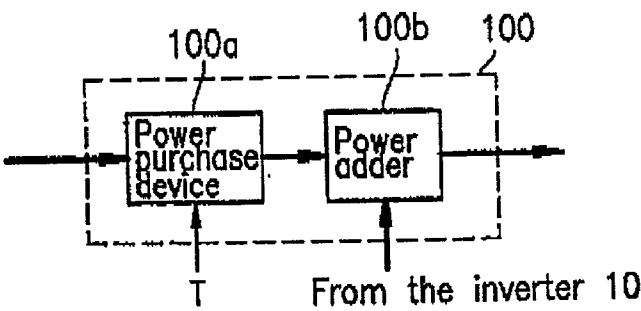 100a
100b
100
Power
purchase
device
Power
adder
T
From the inverter 10